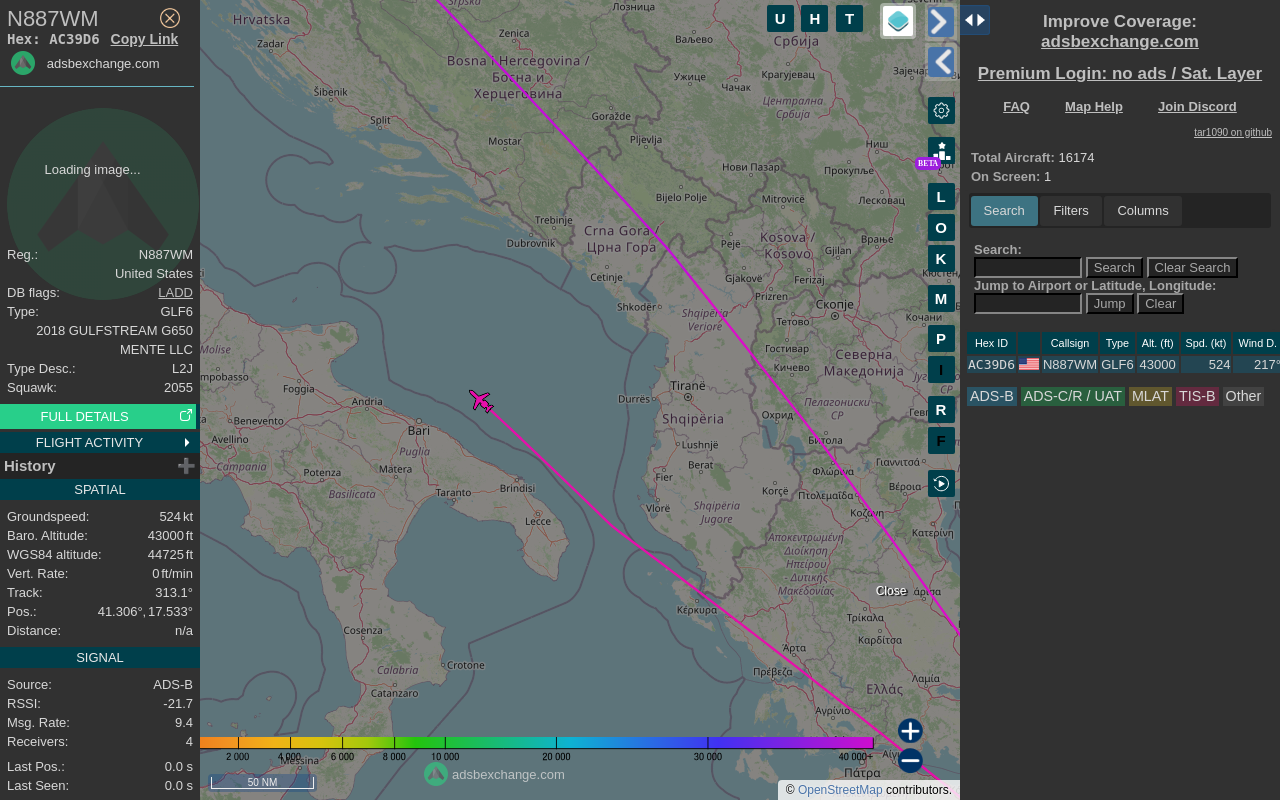 N887WM
Hex: AC39D6 Copy Link
adsbexchange.com
Loading image...
Reg.: N887WM
United States
DB flags: LADD
Type: GLF6
2018 GULFSTREAM G650
MENTE LLC
Type Desc.: L2J
Squawk: 2055
FULL DETAILS
FLIGHT ACTIVITY
History
SPATIAL
Groundspeed: 524 kt
Baro. Altitude: 43000 ft
WGS84 altitude: 44725 ft
Vert. Rate: 0 ft/min
Track: 313.1°
Pos.: 41.306°, 17.533°
Distance: n/a
SIGNAL
Source: ADS-B
RSSI: -21.7
Msg. Rate: 9.4
Receivers: 4
Last Pos.: 0.0 s
Last Seen: 0.0 s
Hrvatska
Srpska
Лозница
Zadar
Zenica
Ваљево
Србија
Bosna i Hercegovina /
Босна и
Херцеговина
Ужице
Крагујевац
Зајечар
Чачак
Šibenik
Split
Goražde
Централна
Србија
Mostar
Pljevlja
Ниш
Нови Пазар
Прокупље
Bijelo Polje
Mitrovicë
Лесковац
Trebinje
Dubrovnik
Crna Gora /
Црна Гора
Pejë
Kosova /
Kosovo
Врање
Gjilan
Cetinje
Gjakovë
Ferizaj
Prizren
Shkodër
Скопје
Shqipëria
Veriore
Тетово
Кочани
Гостивар
Северна
Македонија
Кичево
Molise
Foggia
Andria
Bari
Tiranë
Durrës
Shqipëria
Охрид
Пелагониски
СР
Битола
Benevento
Avellino
Campania
Potenza
Matera
Puglia
Basilicata
Taranto
Brindisi
Lecce
Lushnjë
Berat
Fier
Vlorë
Korçë
Shqipëria
Jugore
Φλώρινα
Γιαννιτσά
Πτολεμαΐδα
Βέροια
Κοζάνη
Κατερίνη
Αποκεντρωμένη
Διοίκηση
Ηπείρου
- Δυτικής
Μακεδονίας
Close
Κέρκυρα
Τρίκαλα
Καρδίτσα
Άρτα
Πρέβεζα
Λαμία
Ελλάς
Αγρίνιο
Πάτρα
Cosenza
Crotone
Calabria
Catanzaro
Messina
2 000 4 000 6 000 8 000 10 000 20 000 30 000 40 000+
50 NM
adsbexchange.com
© OpenStreetMap contributors.
U H T
BETA
L
O
K
M
P
I
R
F
Improve Coverage:
adsbexchange.com
Premium Login: no ads / Sat. Layer
FAQ Map Help Join Discord
tar1090 on github
Total Aircraft: 16174
On Screen: 1
Search Filters Columns
Search:
Search Clear Search
Jump to Airport or Latitude, Longitude:
Jump Clear
Hex ID Callsign Type Alt. (ft) Spd. (kt) Wind D.
AC39D6 N887WM GLF6 43000 524 217°
ADS-B ADS-C/R / UAT MLAT TIS-B Other